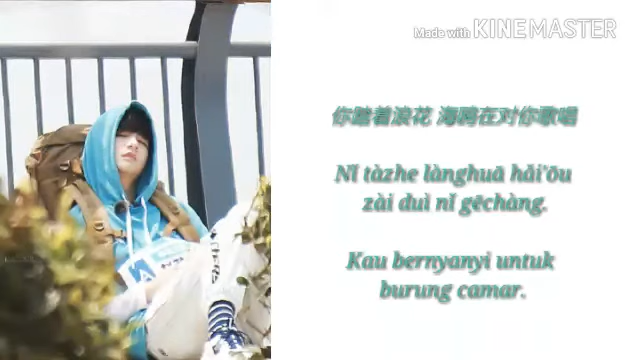 Made with KINEMASTER
你踏着浪花 海鸥在对你歌唱
Nǐ tàzhe lànghuā hǎi'ōu
zài duì nǐ gēchàng.
Kau bernyanyi untuk
burung camar.